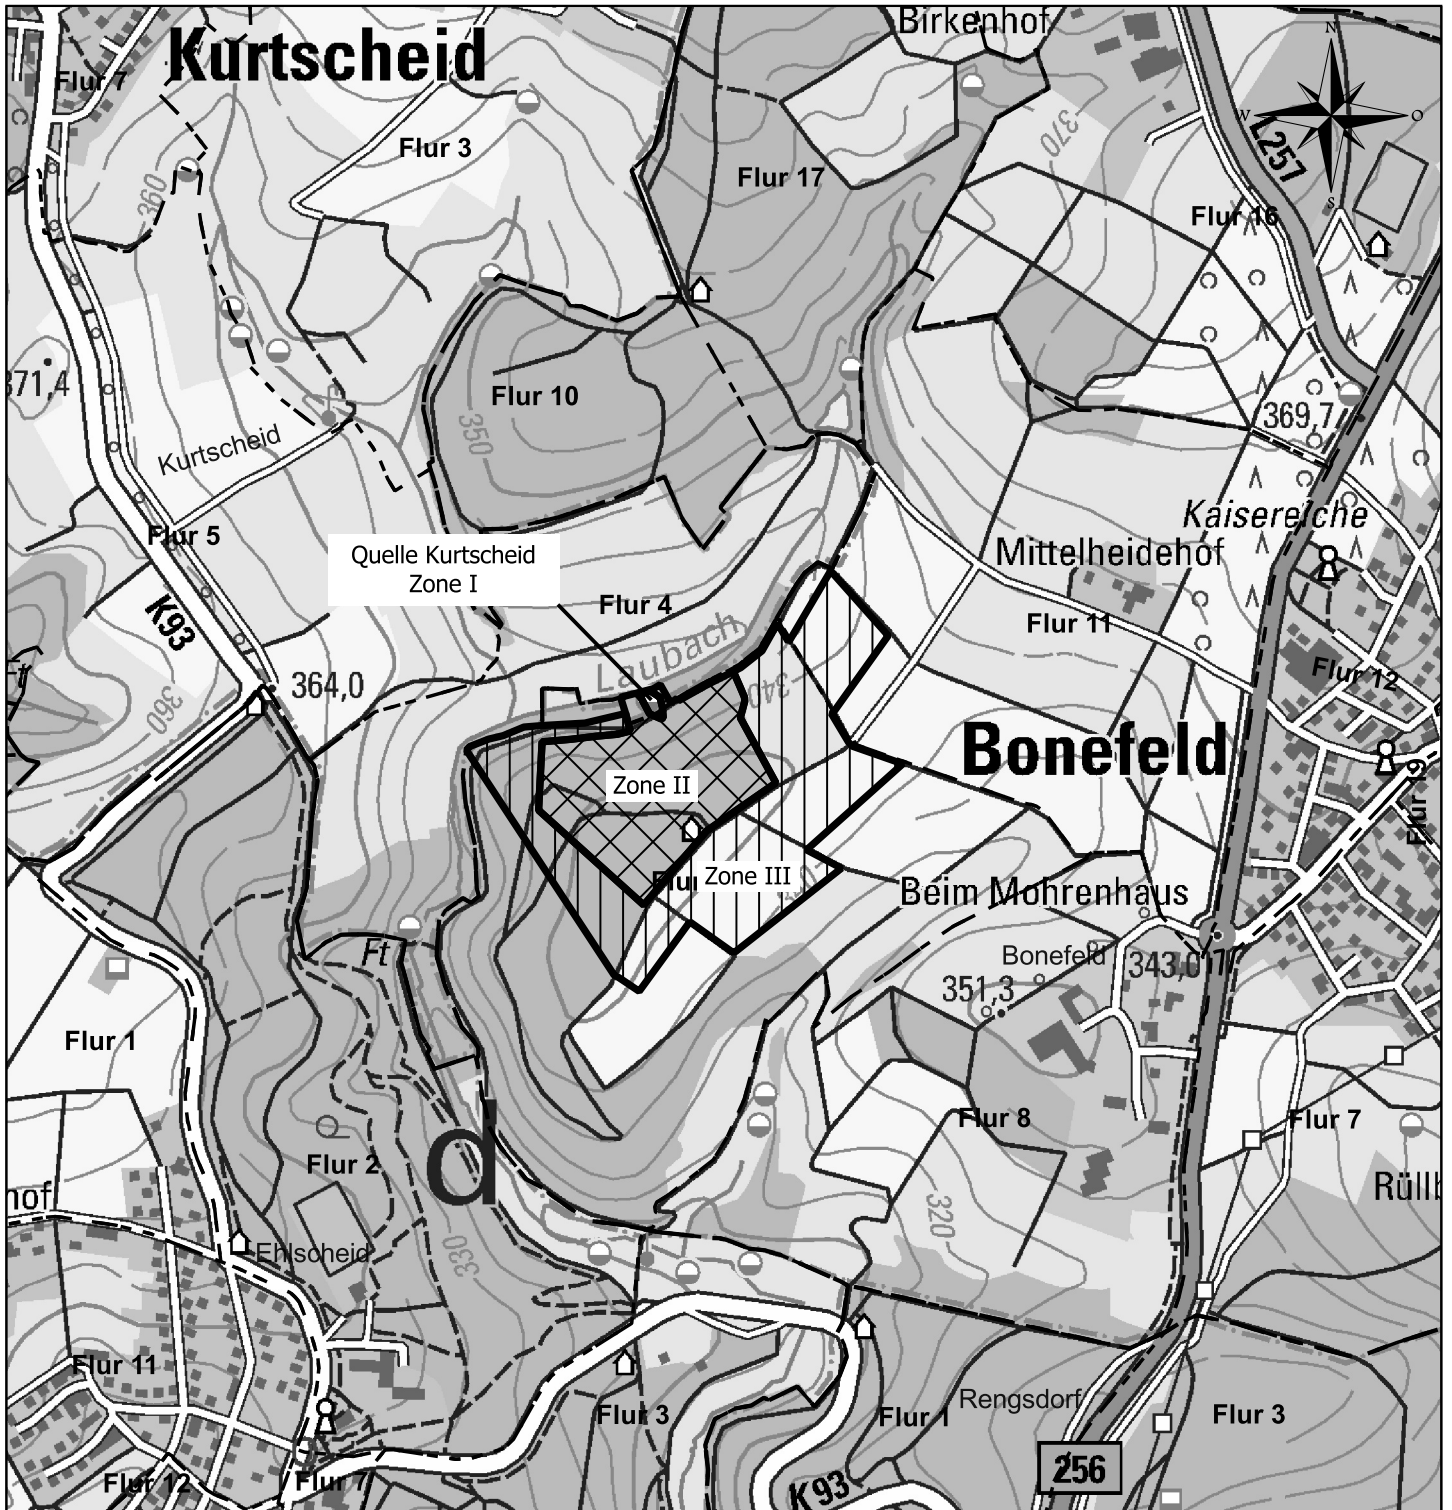 Birkenhof
Kurtscheid
Flur 7
N
W
O
S
L257
Flur 3
370
Flur 17
360
Flur 16
371,4
Flur 10
350
369,7
Kurtscheid
Kaisereiche
Flur 5
Mittelheidehof
Quelle Kurtscheid
Zone I
K93
Flur 4
Flur 11
Laubach
Flur 12
364,0
340
360
Bonefeld
Zone II
Flur 9
Flur
Zone III
Beim Mohrenhaus
Ft
Bonefeld
343,0
351,3
Flur 1
Flur 8
Flur 7
d
Flur 2
Rüllb
hof
320
Ehlscheid
330
Flur 11
Rengsdorf
Flur 3
Flur 1
Flur 3
256
Flur 12
Flur 7
K93